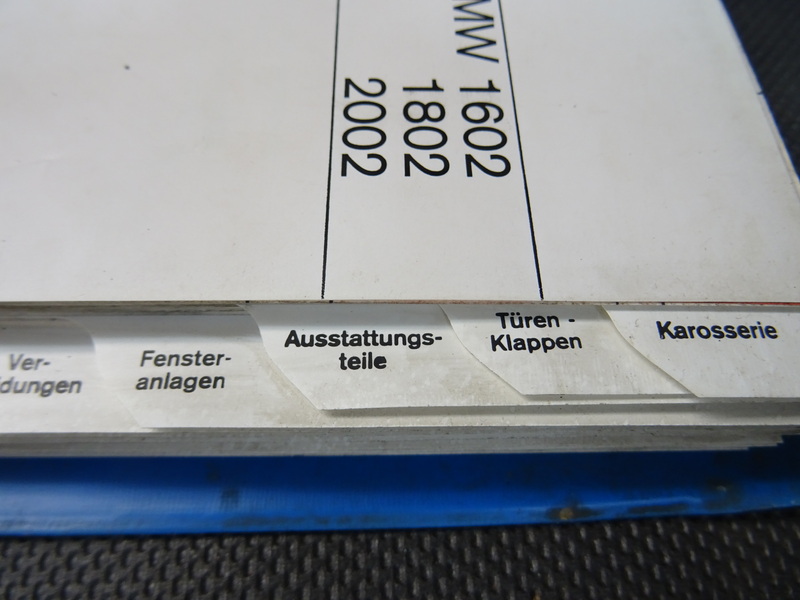 MW 1602
1802
2002
Ver-
dungen
Fenster-
anlagen
Ausstattungs-
teile
Türen -
Klappen
Karosserie